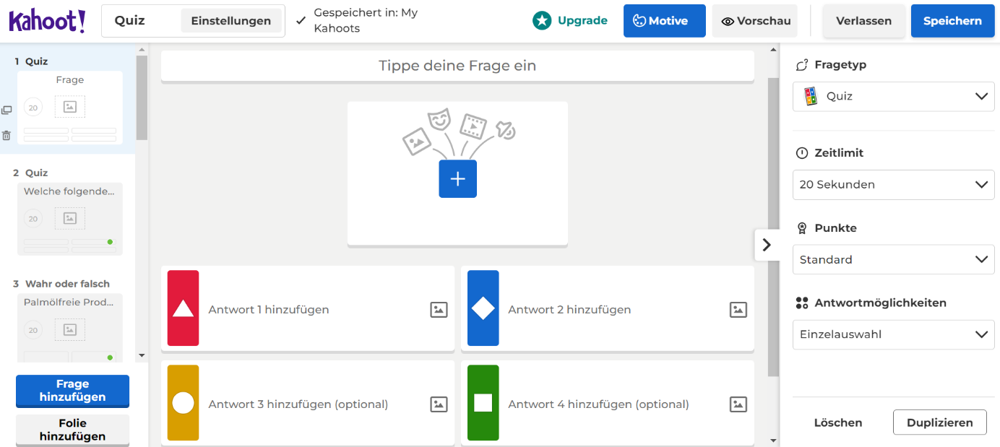 Kahoot!
Quiz
Einstellungen
Gespeichert in: My
Kahoots
Upgrade
Motive
Vorschau
Verlassen
Speichern
1 Quiz
Frage
20
2 Quiz
Welche folgende...
20
3 Wahr oder falsch
Palmölfreie Prod...
20
Frage
hinzufügen
Folie
hinzufügen
Tippe deine Frage ein
Antwort 1 hinzufügen
Antwort 2 hinzufügen
Antwort 3 hinzufügen (optional)
Antwort 4 hinzufügen (optional)
Fragetyp
Quiz
Zeitlimit
20 Sekunden
Punkte
Standard
Antwortmöglichkeiten
Einzelauswahl
Löschen
Duplizieren